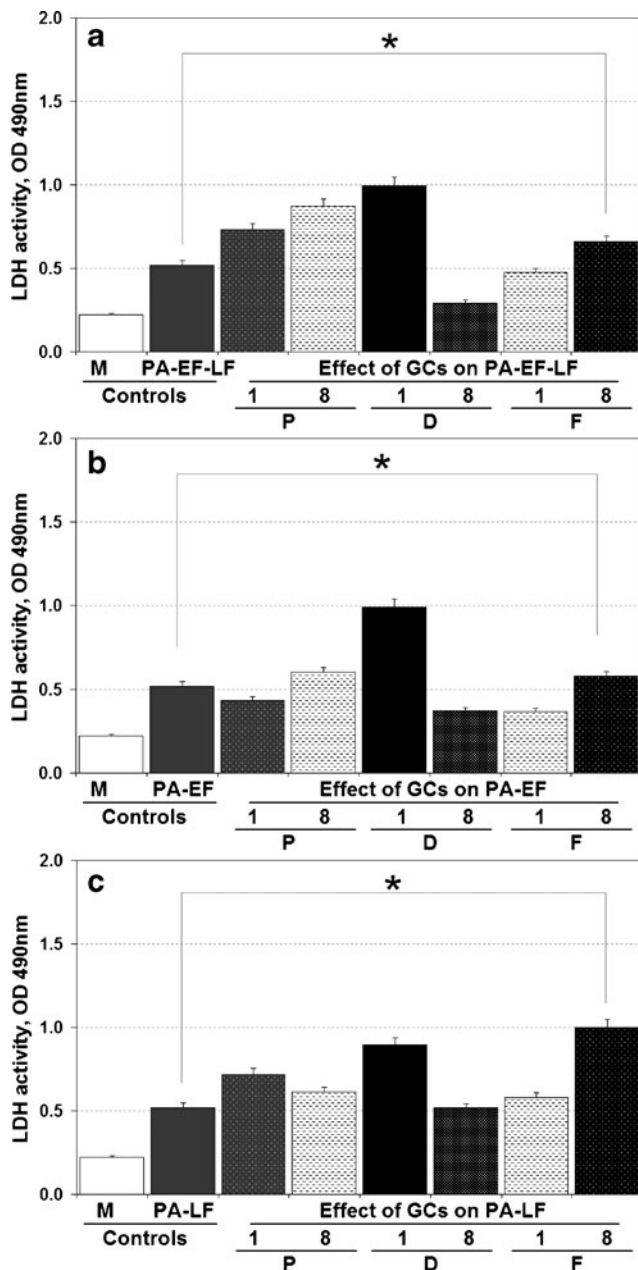 a
*
2.0
1.5
1.0
0.5
0.0
LDH activity, OD 490nm
M PA-EF-LF Effect of GCs on PA-EF-LF
Controls 1 8 1 8 1 8
P D F
b
*
2.0
1.5
1.0
0.5
0.0
LDH activity, OD 490nm
M PA-EF Effect of GCs on PA-EF
Controls 1 8 1 8 1 8
P D F
c
*
2.0
1.5
1.0
0.5
0.0
LDH activity, OD 490nm
M PA-LF Effect of GCs on PA-LF
Controls 1 8 1 8 1 8
P D F